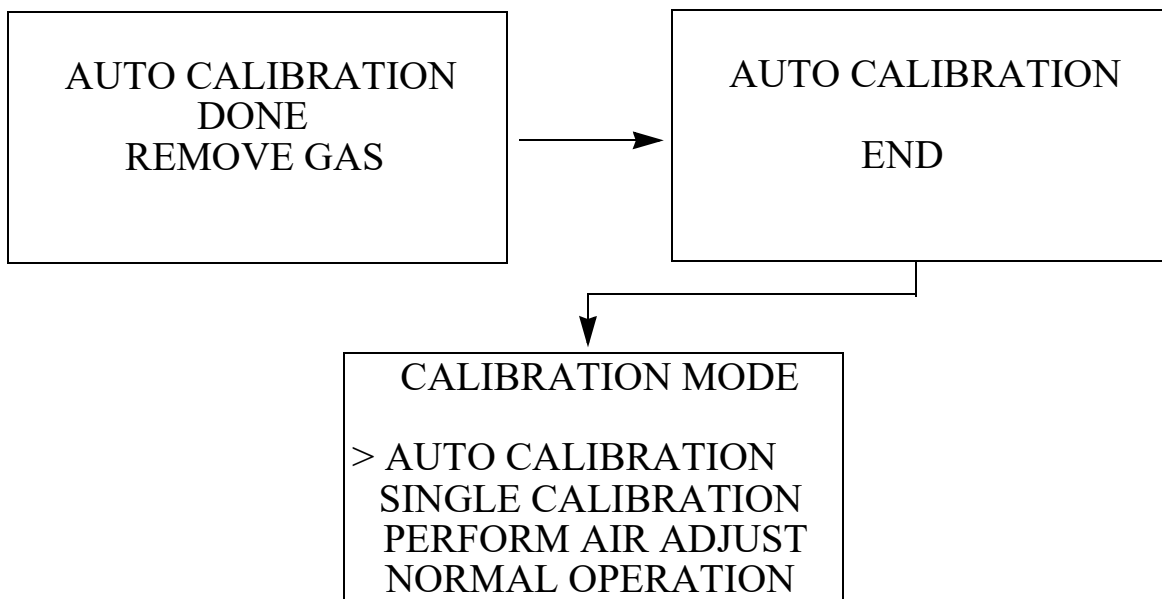 AUTO CALIBRATION
DONE
REMOVE GAS
AUTO CALIBRATION
END
CALIBRATION MODE
> AUTO CALIBRATION
SINGLE CALIBRATION
PERFORM AIR ADJUST
NORMAL OPERATION